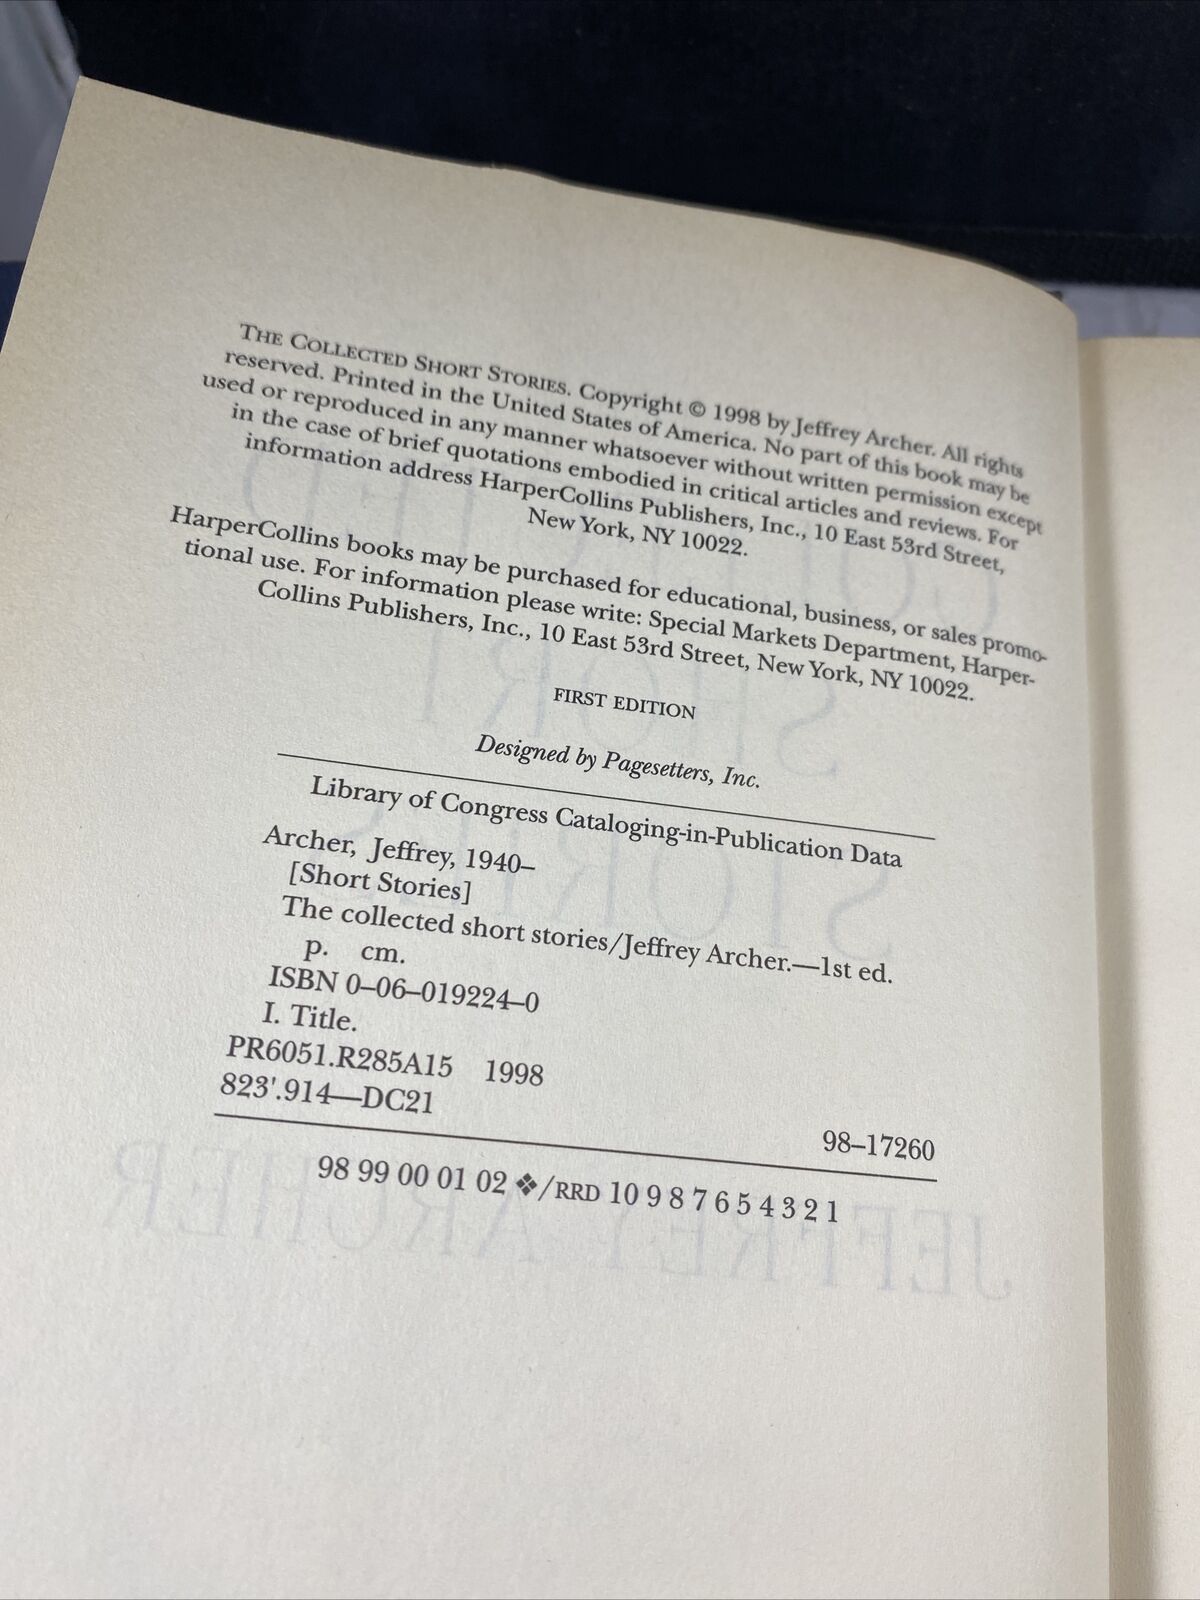 THE COLLECTED SHORT STORIES. Copyright © 1998 by Jeffrey Archer. All rights
reserved. Printed in the United States of America. No part of this book may be
used or reproduced in any manner whatsoever without written permission except
in the case of brief quotations embodied in critical articles and reviews. For
information address HarperCollins Publishers, Inc., 10 East 53rd Street,
New York, NY 10022.
HarperCollins books may be purchased for educational, business, or sales promo-
tional use. For information please write: Special Markets Department, Harper-
Collins Publishers, Inc., 10 East 53rd Street, New York, NY 10022.
FIRST EDITION
Designed by Pagesetters, Inc.
Library of Congress Cataloging-in-Publication Data
Archer, Jeffrey, 1940–
[Short Stories]
The collected short stories/Jeffrey Archer.—1st ed.
p. cm.
ISBN 0–06–019224–0
I. Title.
PR6051.R285A15 1998
823'.914—DC21
98–17260
98 99 00 01 02 ❖/RRD 10 9 8 7 6 5 4 3 2 1